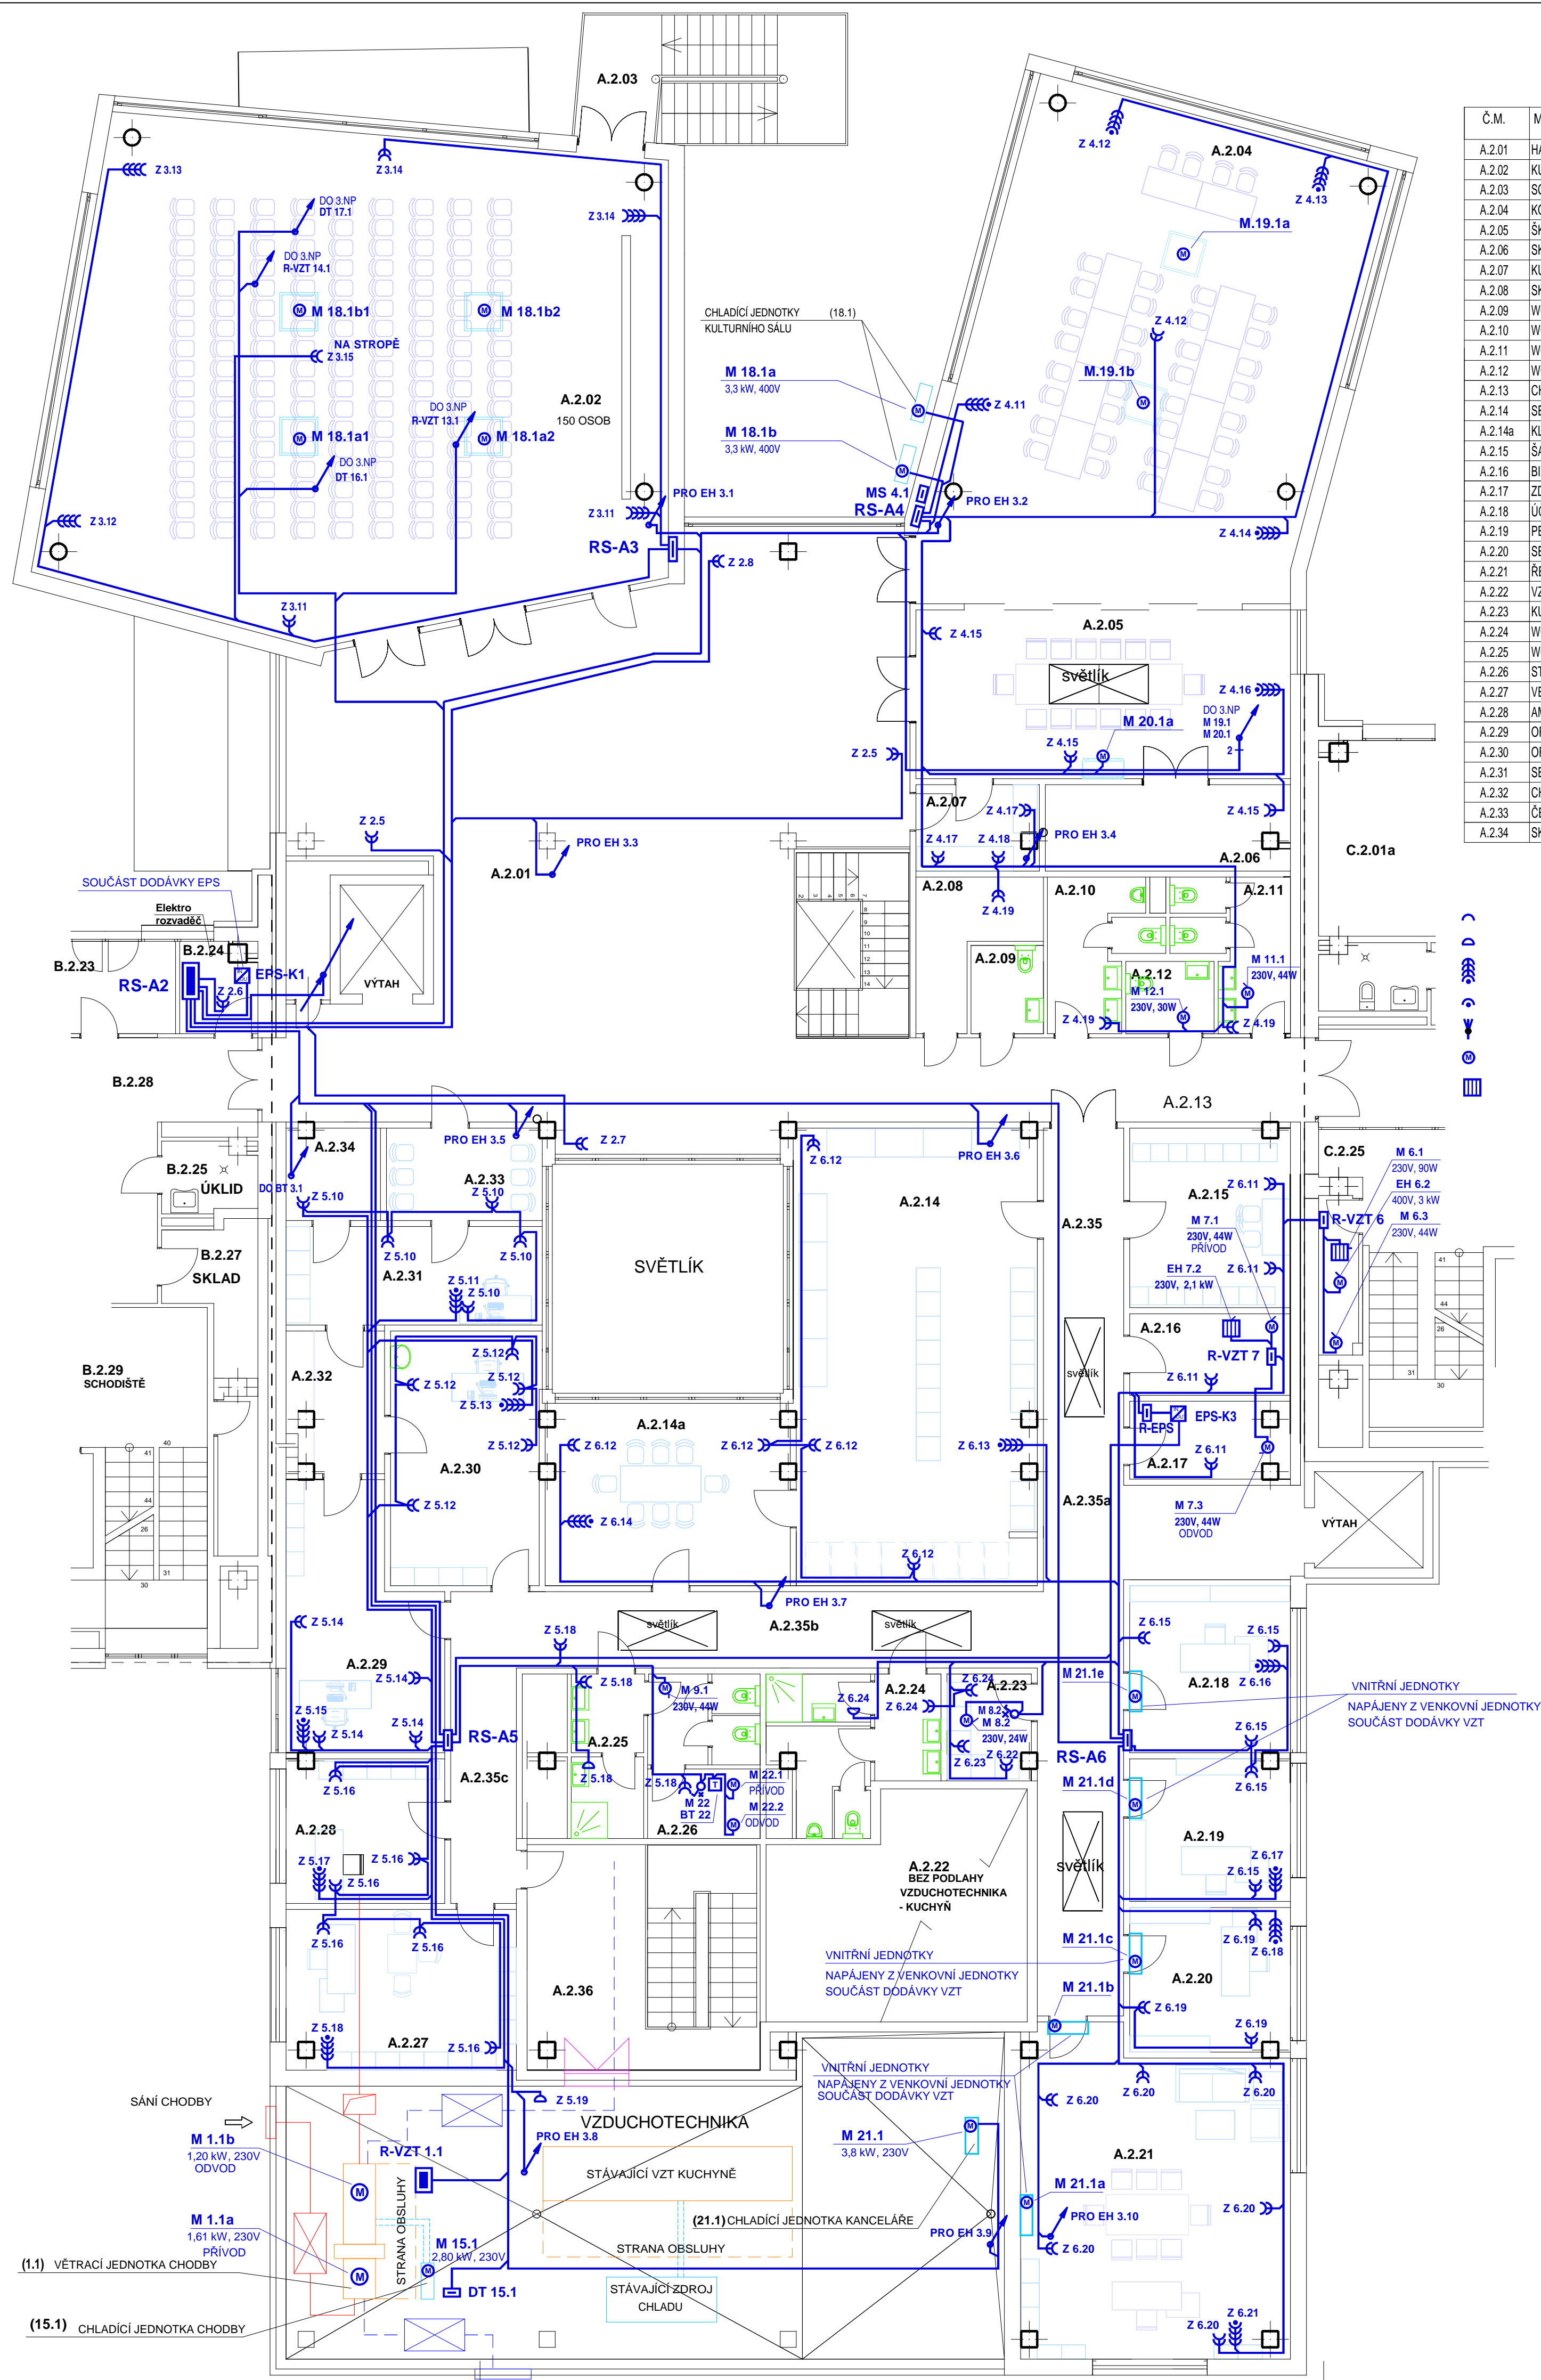 A.2.03
Z 3.13
Z 3.14
DO 3.NP
DT 17.1
Z 3.14
DO 3.NP
R-VZT 14.1
M 18.1b1
M 18.1b2
NA STROPĚ
Z 3.15
A.2.02
150 OSOB
DO 3.NP
R-VZT 13.1
M 18.1a1
M 18.1a2
DO 3.NP
DT 16.1
Z 3.12
Z 3.11
PRO EH 3.1
RS-A3
Z 2.8
Z 3.11
Z 4.12
A.2.04
Z 4.13
M.19.1a
CHLADÍCÍ JEDNOTKY (18.1)
KULTURNÍHO SÁLU
Z 4.12
M 18.1a
3,3 kW, 400V
M.19.1b
Z 4.11
M 18.1b
3,3 kW, 400V
MS 4.1
RS-A4
PRO EH 3.2
Z 4.14
Č.M.
A.2.01
A.2.02
A.2.03
A.2.04
A.2.05
A.2.06
A.2.07
A.2.08
A.2.09
A.2.10
A.2.11
A.2.12
A.2.13
A.2.14
A.2.14a
A.2.15
A.2.16
A.2.17
A.2.18
A.2.19
A.2.20
A.2.21
A.2.22
A.2.23
A.2.24
A.2.25
A.2.26
A.2.27
A.2.28
A.2.29
A.2.30
A.2.31
A.2.32
A.2.33
A.2.34
A.2.05
Z 4.15
světlík
Z 4.16
DO 3.NP
M 19.1
M 20.1
2
M 20.1a
Z 4.15
Z 2.5
A.2.07
Z 4.17
Z 4.15
Z 4.17
Z 4.18
PRO EH 3.4
A.2.06
C.2.01a
Z 2.5
PRO EH 3.3
A.2.01
A.2.08
Z 4.19
A.2.10
A.2.11
SOUČÁST DODÁVKY EPS
Elektro
rozvaděč
B.2.24
B.2.23
RS-A2
EPS-K1
Z 2.6
VÝTAH
A.2.09
A.2.12
M 12.1
230V, 30W
M 11.1
230V, 44W
Z 4.19
Z 4.19
B.2.28
A.2.13
A.2.34
PRO EH 3.5
Z 2.7
Z 6.12
PRO EH 3.6
B.2.25
ÚKLID
DO BT 3.1
Z 5.10
A.2.33
Z 5.10
A.2.14
A.2.35
A.2.15
Z 6.11
C.2.25
M 6.1
230V, 90W
EH 6.2
400V, 3 kW
M 6.3
230V, 44W
R-VZT 6
M 7.1
230V, 44W
PŘÍVOD
EH 7.2
230V, 2,1 kW
Z 6.11
B.2.27
SKLAD
Z 5.10
Z 5.10
A.2.31
Z 5.11
Z 5.10
SVĚTLÍK
A.2.16
R-VZT 7
Z 6.11
B.2.29
SCHODIŠTĚ
A.2.32
Z 5.12
Z 5.12
Z 5.12
Z 5.13
světlík
Z 5.12
A.2.30
Z 5.12
A.2.14a
Z 6.12
Z 6.12
Z 6.12
Z 6.13
R-EPS
EPS-K3
Z 6.11
A.2.17
A.2.35a
Z 6.14
M 7.3
230V, 44W
ODVOD
VÝTAH
Z 6.12
PRO EH 3.7
Z 5.14
Z 5.18
světlík
A.2.35b
světlík
A.2.29
Z 5.14
Z 6.15
Z 6.15
Z 6.16
A.2.18
M 21.1e
VNITŘNÍ JEDNOTKY
NAPÁJENY Z VENKOVNÍ JEDNOTKY
SOUČÁST DODÁVKY VZT
Z 5.15
Z 5.14
Z 5.14
RS-A5
Z 5.18
M 9.1
230V, 44W
A.2.25
Z 6.24
A.2.24
Z 6.24
Z 6.24
A.2.23
M 8.2
M 8.2
230V, 24W
Z 6.23
Z 6.22
RS-A6
Z 6.15
Z 6.15
A.2.35c
Z 5.18
Z 5.18
M 22
BT 22
M 22.1
PŘÍVOD
M 22.2
ODVOD
A.2.26
M 21.1d
Z 5.16
A.2.28
Z 5.17
Z 5.16
Z 5.16
A.2.22
BEZ PODLAHY
VZDUCHOTECHNIKA
- KUCHYŇ
světlík
A.2.19
Z 6.17
Z 6.15
Z 5.16
Z 5.16
VNITŘNÍ JEDNOTKY
NAPÁJENY Z VENKOVNÍ JEDNOTKY
SOUČÁST DODÁVKY VZT
M 21.1c
Z 6.19
Z 6.18
A.2.20
M 21.1b
A.2.36
Z 5.18
A.2.27
Z 5.16
Z 6.19
Z 6.19
VNITŘNÍ JEDNOTKY
NAPÁJENY Z VENKOVNÍ JEDNOTKY
SOUČÁST DODÁVKY VZT
Z 6.20
Z 6.20
Z 6.20
SÁNÍ CHODBY
Z 5.19
VZDUCHOTECHNIKA
M 1.1b
1,20 kW, 230V
ODVOD
R-VZT 1.1
PRO EH 3.8
M 21.1
3,8 kW, 230V
A.2.21
STÁVAJÍCÍ VZT KUCHYNĚ
STRANA OBSLUHY
M 21.1a
M 1.1a
1,61 kW, 230V
PŘÍVOD
(21.1) CHLADÍCÍ JEDNOTKA KANCELÁŘE
PRO EH 3.9
PRO EH 3.10
Z 6.20
Z 6.20
M 15.1
2,80 kW, 230V
STRANA OBSLUHY
(1.1) VĚTRACÍ JEDNOTKA CHODBY
DT 15.1
STÁVAJÍCÍ ZDROJ
CHLADU
(15.1) CHLADÍCÍ JEDNOTKA CHODBY
Z 6.20
Z 6.21